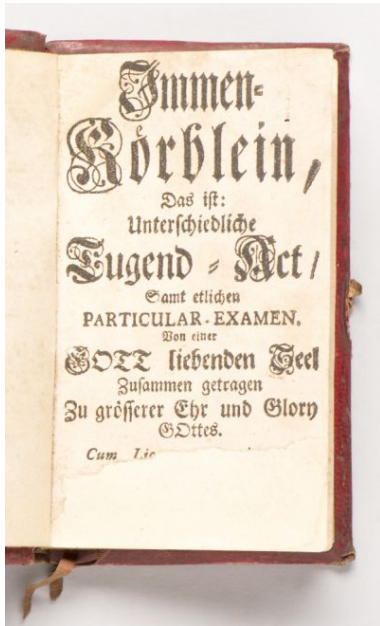 Immen-
Körblein,
Das ist:
Unterschiedliche
Tugend-Act/
Samt etlichen
PARTICULAR-EXAMEN.
Von einer
GOTT liebenden Seel
Zusammen getragen
Zu grösserer Ehr und Glory
GOttes.
Cum